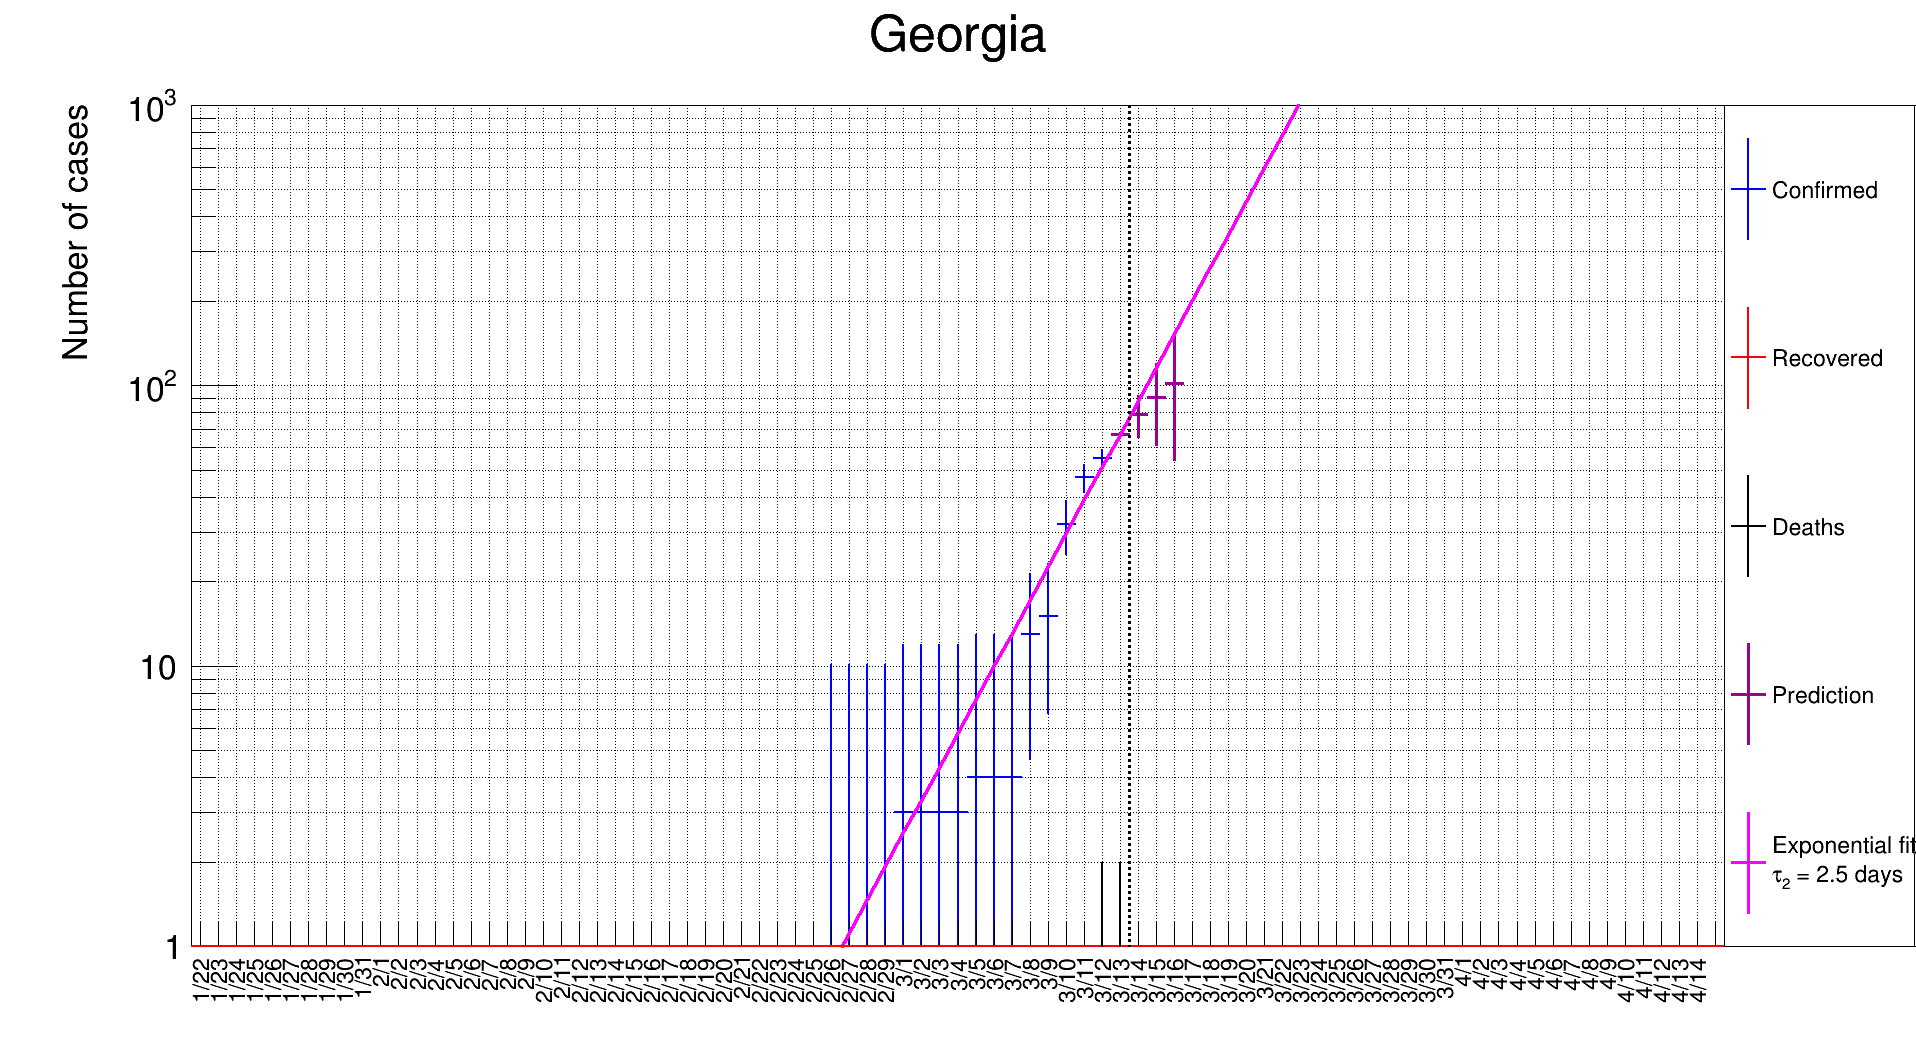 Georgia
Number of cases
10³
10²
10
1
1/22 1/23 1/24 1/25 1/26 1/27 1/28 1/29 1/30 1/31 2/1 2/2 2/3 2/4 2/5 2/6 2/7 2/8 2/9 2/10 2/11 2/12 2/13 2/14 2/15 2/16 2/17 2/18 2/19 2/20 2/21 2/22 2/23 2/24 2/25 2/26 2/27 2/28 2/29 3/1 3/2 3/3 3/4 3/5 3/6 3/7 3/8 3/9 3/10 3/11 3/12 3/13 3/14 3/15 3/16 3/17 3/18 3/19 3/20 3/21 3/22 3/23 3/24 3/25 3/26 3/27 3/28 3/29 3/30 3/31 4/1 4/2 4/3 4/4 4/5 4/6 4/7 4/8 4/9 4/10 4/11 4/12 4/13 4/14
Confirmed
Recovered
Deaths
Prediction
Exponential fit
τ₂ = 2.5 days